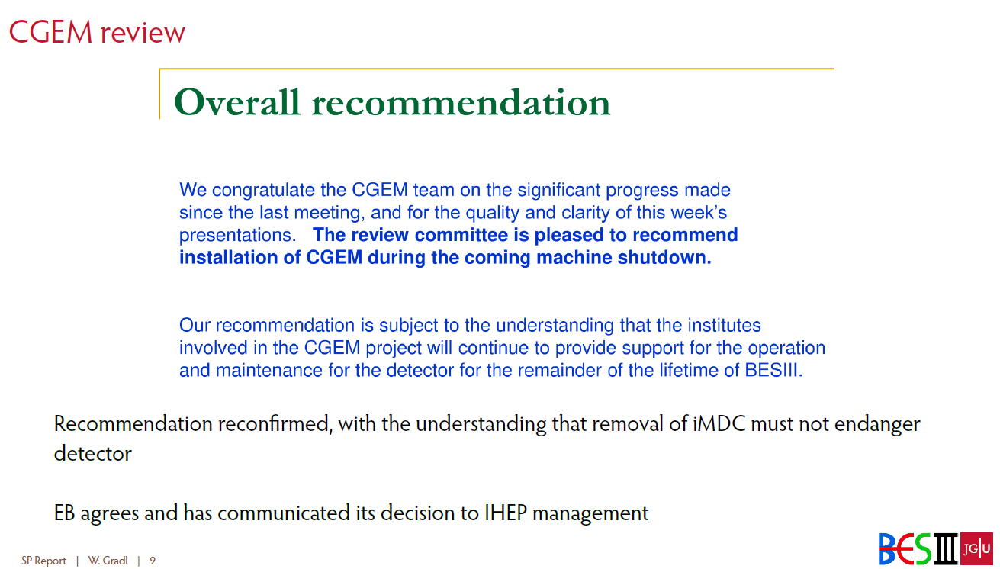 CGEM review
Overall recommendation
We congratulate the CGEM team on the significant progress made
since the last meeting, and for the quality and clarity of this week's
presentations. The review committee is pleased to recommend
installation of CGEM during the coming machine shutdown.
Our recommendation is subject to the understanding that the institutes
involved in the CGEM project will continue to provide support for the operation
and maintenance for the detector for the remainder of the lifetime of BESIII.
Recommendation reconfirmed, with the understanding that removal of iMDC must not endanger
detector
EB agrees and has communicated its decision to IHEP management
SP Report | W. Gradl | 9
BESIII JG|U